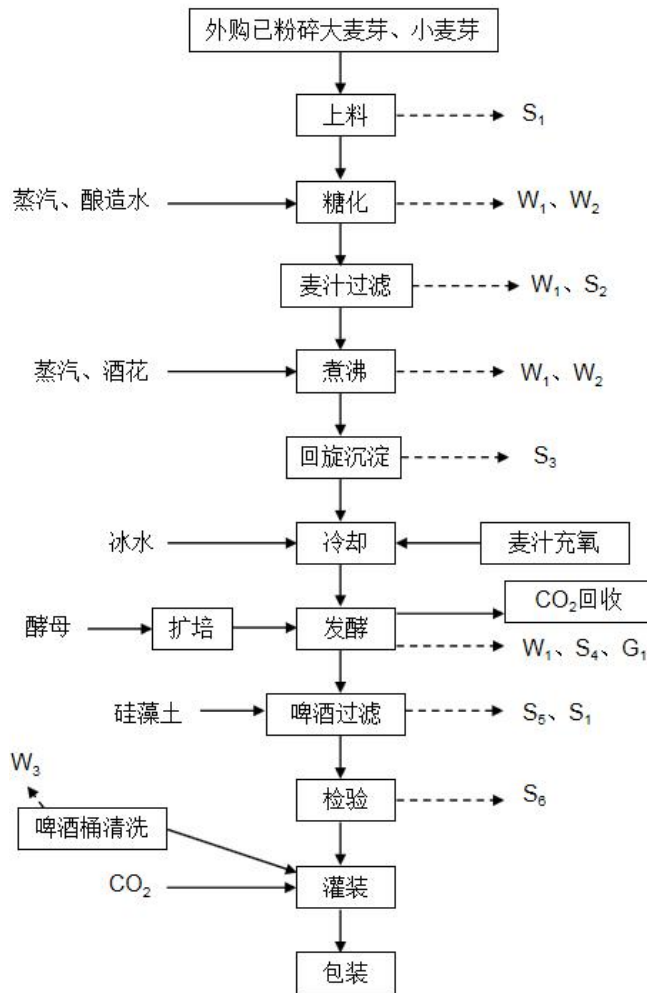 外购已粉碎大麦芽、小麦芽
上料
S₁
蒸汽、酿造水
糖化
W₁、W₂
麦汁过滤
W₁、S₂
蒸汽、酒花
煮沸
W₁、W₂
回旋沉淀
S₃
冰水
冷却
麦汁充氧
CO₂回收
酵母
扩培
发酵
W₁、S₄、G₁
硅藻土
啤酒过滤
S₅、S₁
W₃
检验
S₆
啤酒桶清洗
CO₂
灌装
包装